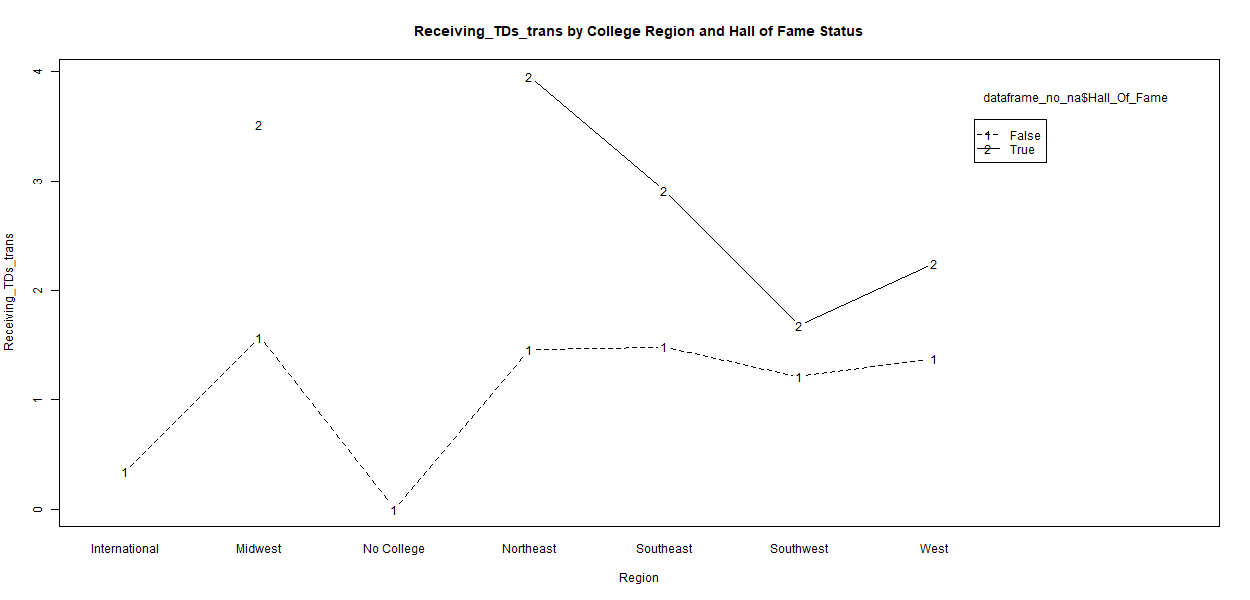 Receiving_TDs_trans by College Region and Hall of Fame Status
dataframe_no_na$Hall_Of_Fame
1 False
2 True
Receiving_TDs_trans
4
3
2
1
0
2
2
2
2
2
1
1
1
1
1
1
1
International Midwest No College Northeast Southeast Southwest West
Region